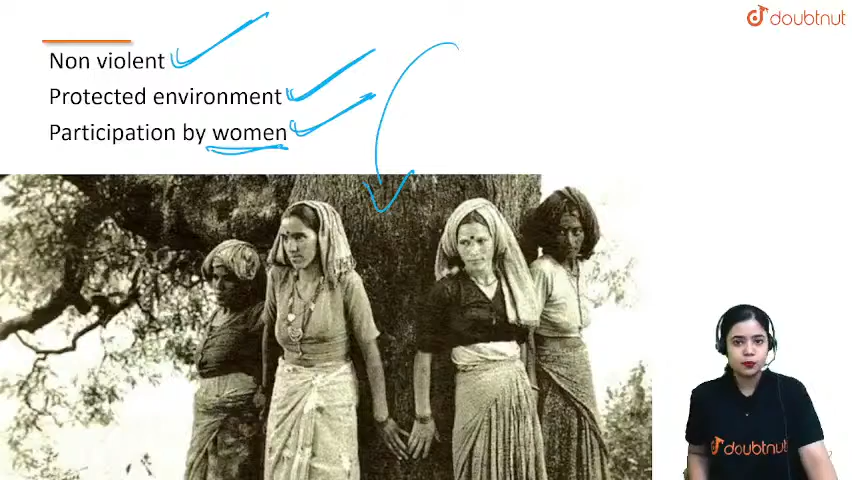 doubtnut
Non violent
Protected environment
Participation by women
doubtnut